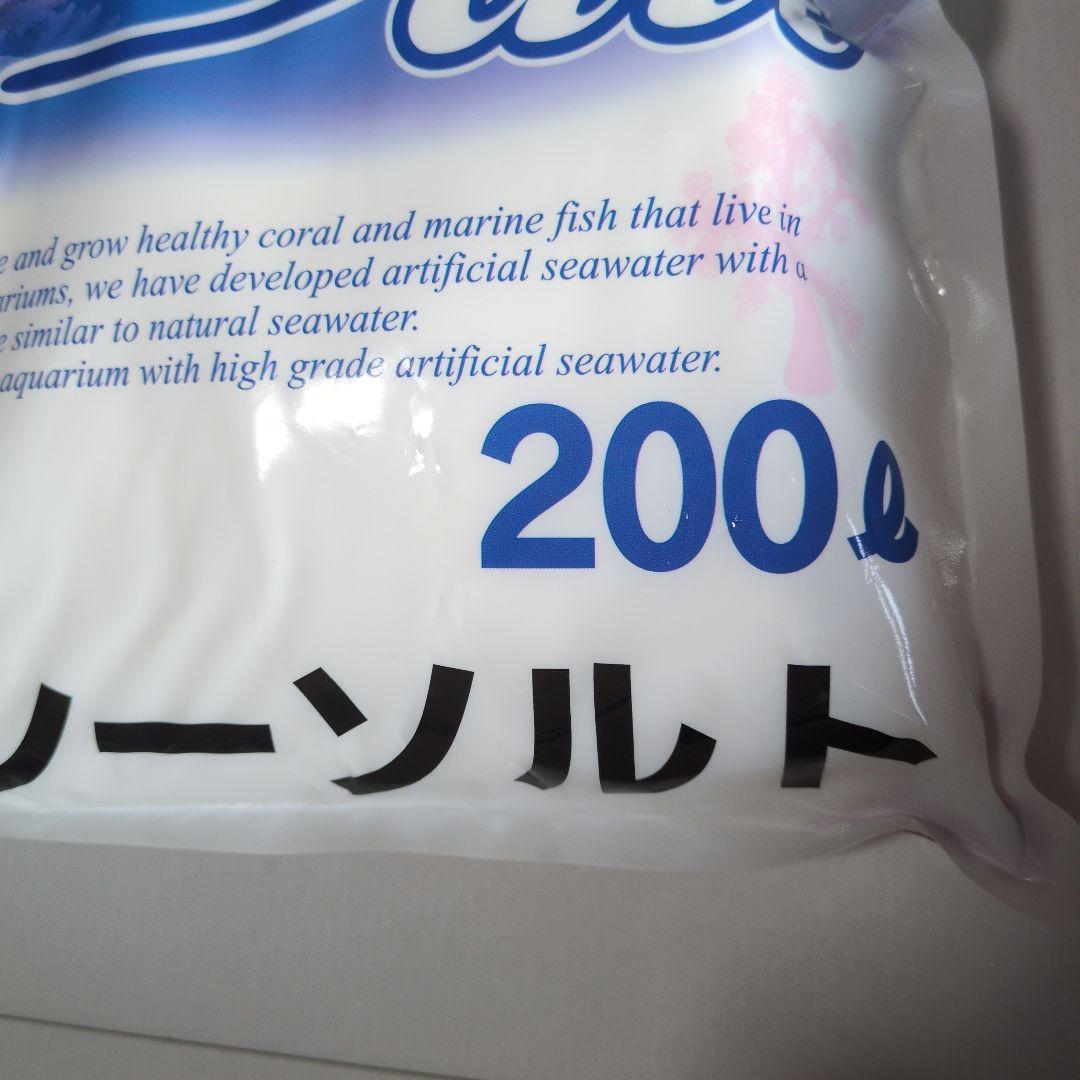 and grow healthy coral and marine fish that live in
we have developed artificial seawater with a
similar to natural seawater.
aquarium with high grade artificial seawater.
200ℓ
ーソルト